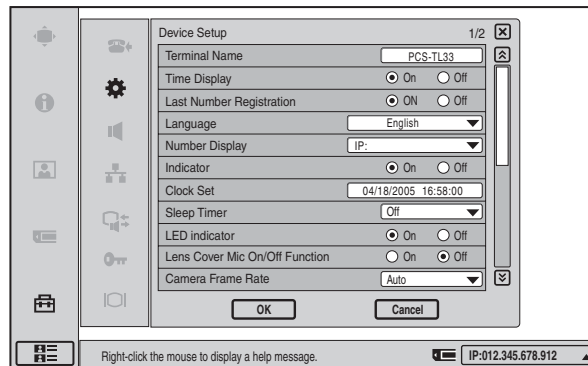 Device Setup 1/2
Terminal Name PCS-TL33
Time Display On Off
Last Number Registration ON Off
Language English
Number Display IP:
Indicator On Off
Clock Set 04/18/2005 16:58:00
Sleep Timer Off
LED indicator On Off
Lens Cover Mic On/Off Function On Off
Camera Frame Rate Auto
OK Cancel
Right-click the mouse to display a help message. IP:012.345.678.912